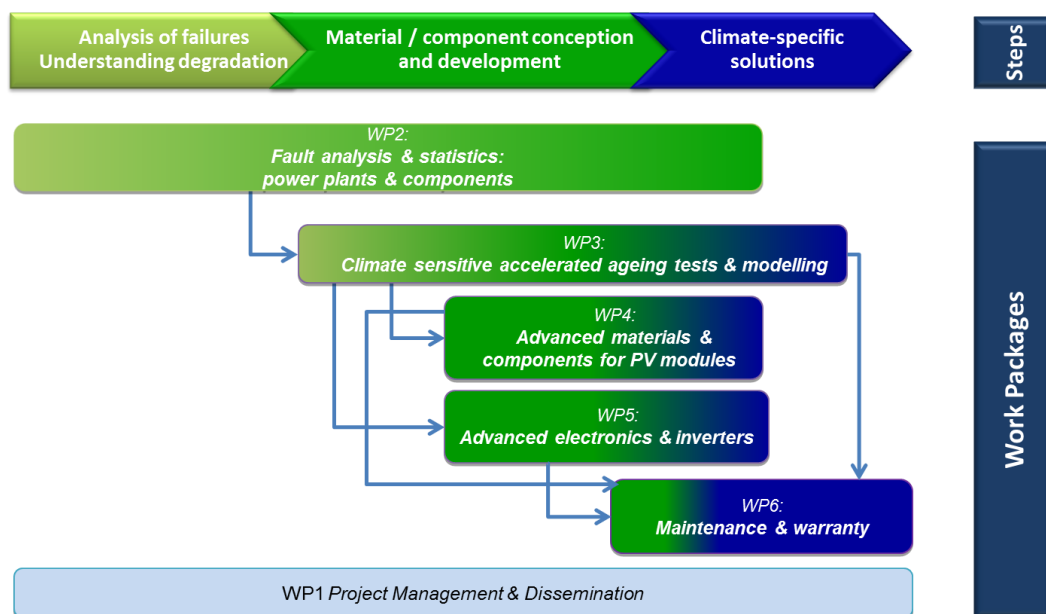 Analysis of failures
Understanding degradation
Material / component conception
and development
Climate-specific
solutions
Steps
WP2:
Fault analysis & statistics:
power plants & components
WP3:
Climate sensitive accelerated ageing tests & modelling
WP4:
Advanced materials &
components for PV modules
WP5:
Advanced electronics & inverters
WP6:
Maintenance & warranty
Work Packages
WP1 Project Management & Dissemination